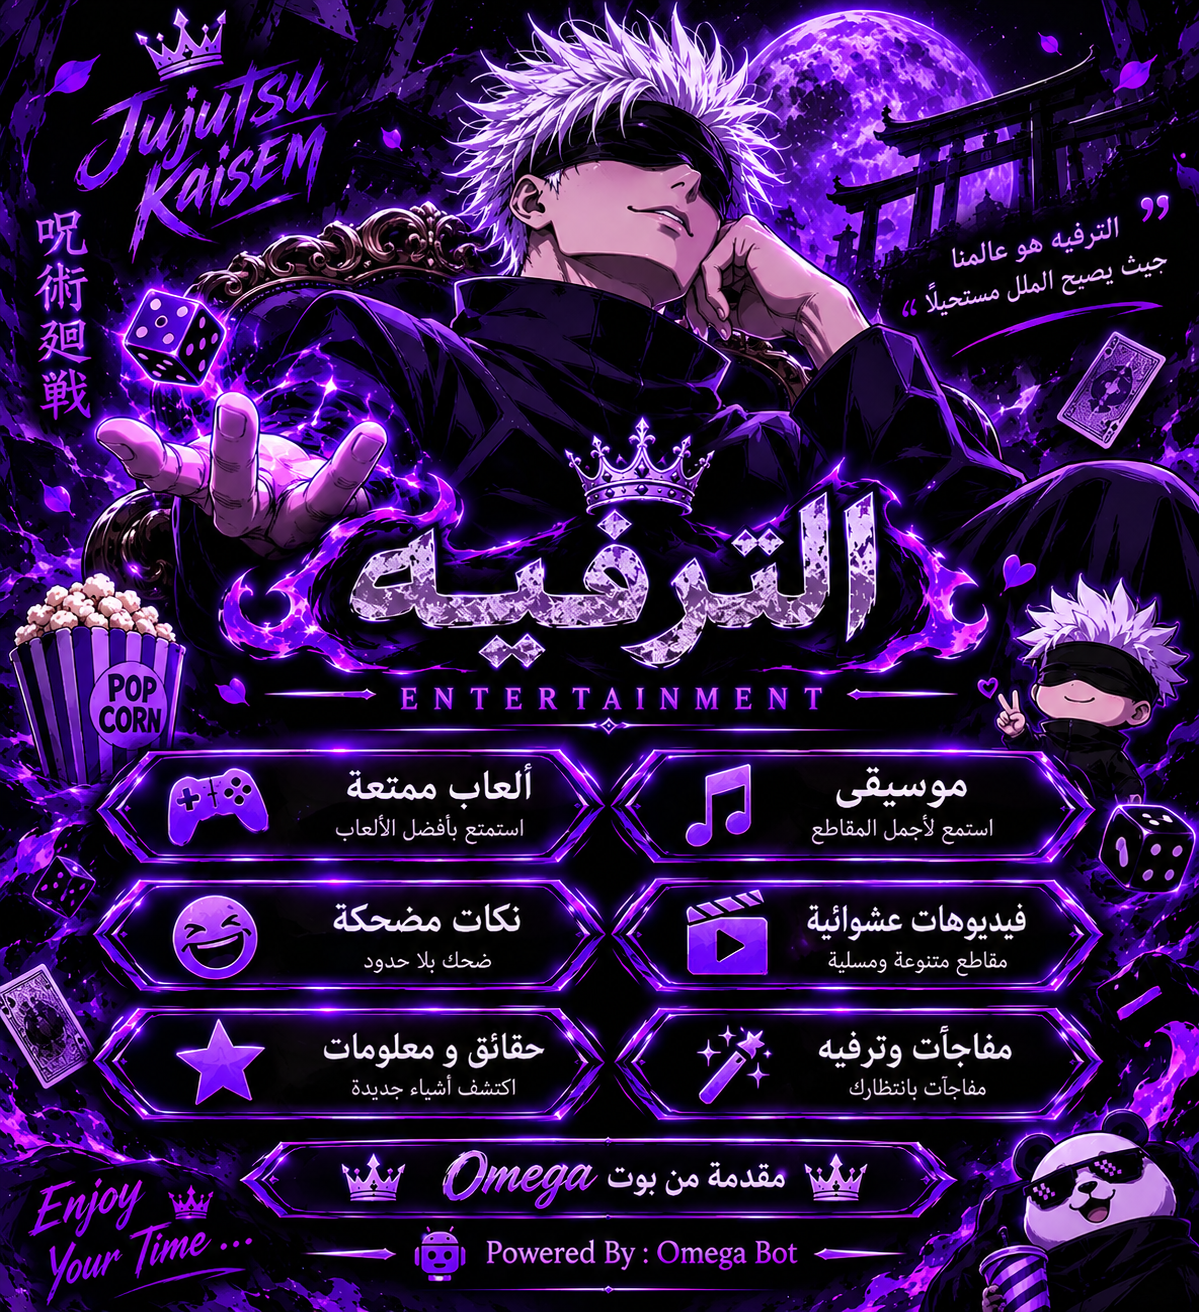 Jujutsu
KaisEM
呪術廻戦
” الترفيه هو عالمنا
جيث يصيح الملل مستحيلًا “
الترفيه
ENTERTAINMENT
POP
CORN
موسيقى
استمع لأجمل المقاطع
ألعاب ممتعة
استمتع بأفضل الألعاب
فيديوهات عشوائية
مقاطع متنوعة ومسلية
نكات مضحكة
ضحك بلا حدود
مفاجآت وترفيه
مفاجآت بانتظارك
حقائق و معلومات
اكتشف أشياء جديدة
مقدمة من بوت Omega
Enjoy
Your Time ...
Powered By : Omega Bot